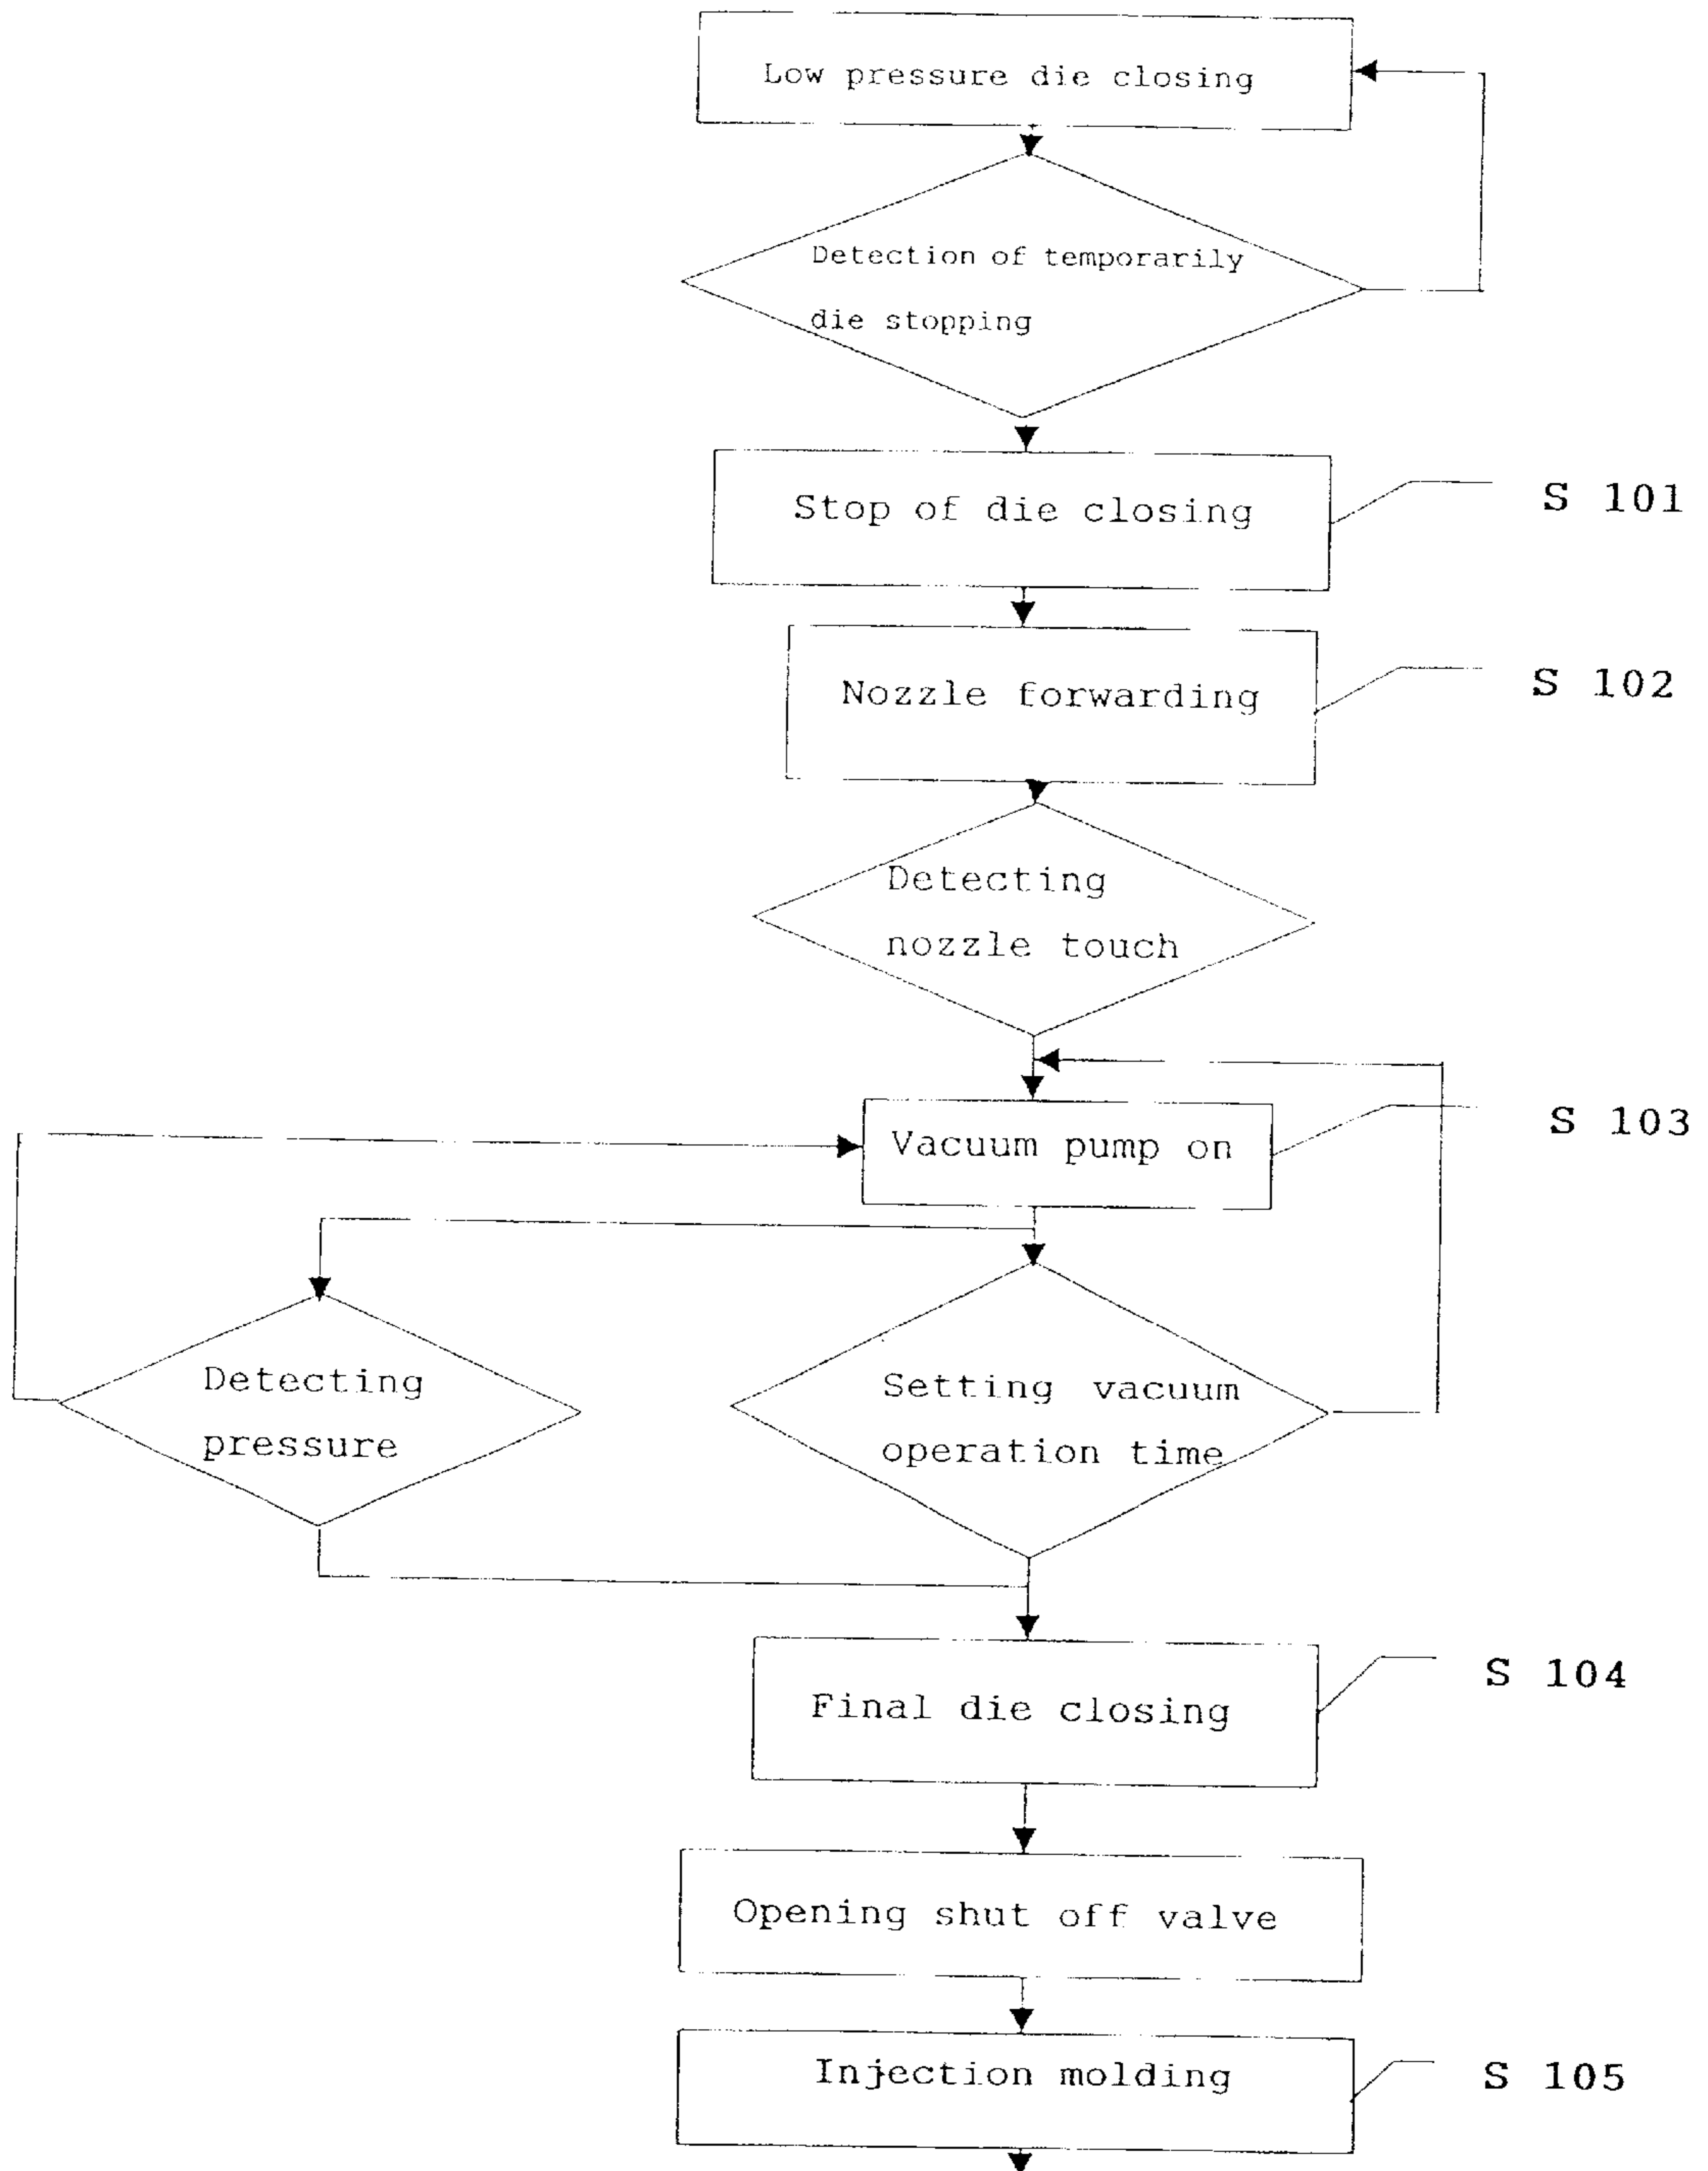 Low pressure die closing
Detection of temporarily
die stopping
Stop of die closing
S 101
Nozzle forwarding
S 102
Detecting
nozzle touch
Vacuum pump on
S 103
Detecting
pressure
Setting vacuum
operation time
Final die closing
S 104
Opening shut off valve
Injection molding
S 105